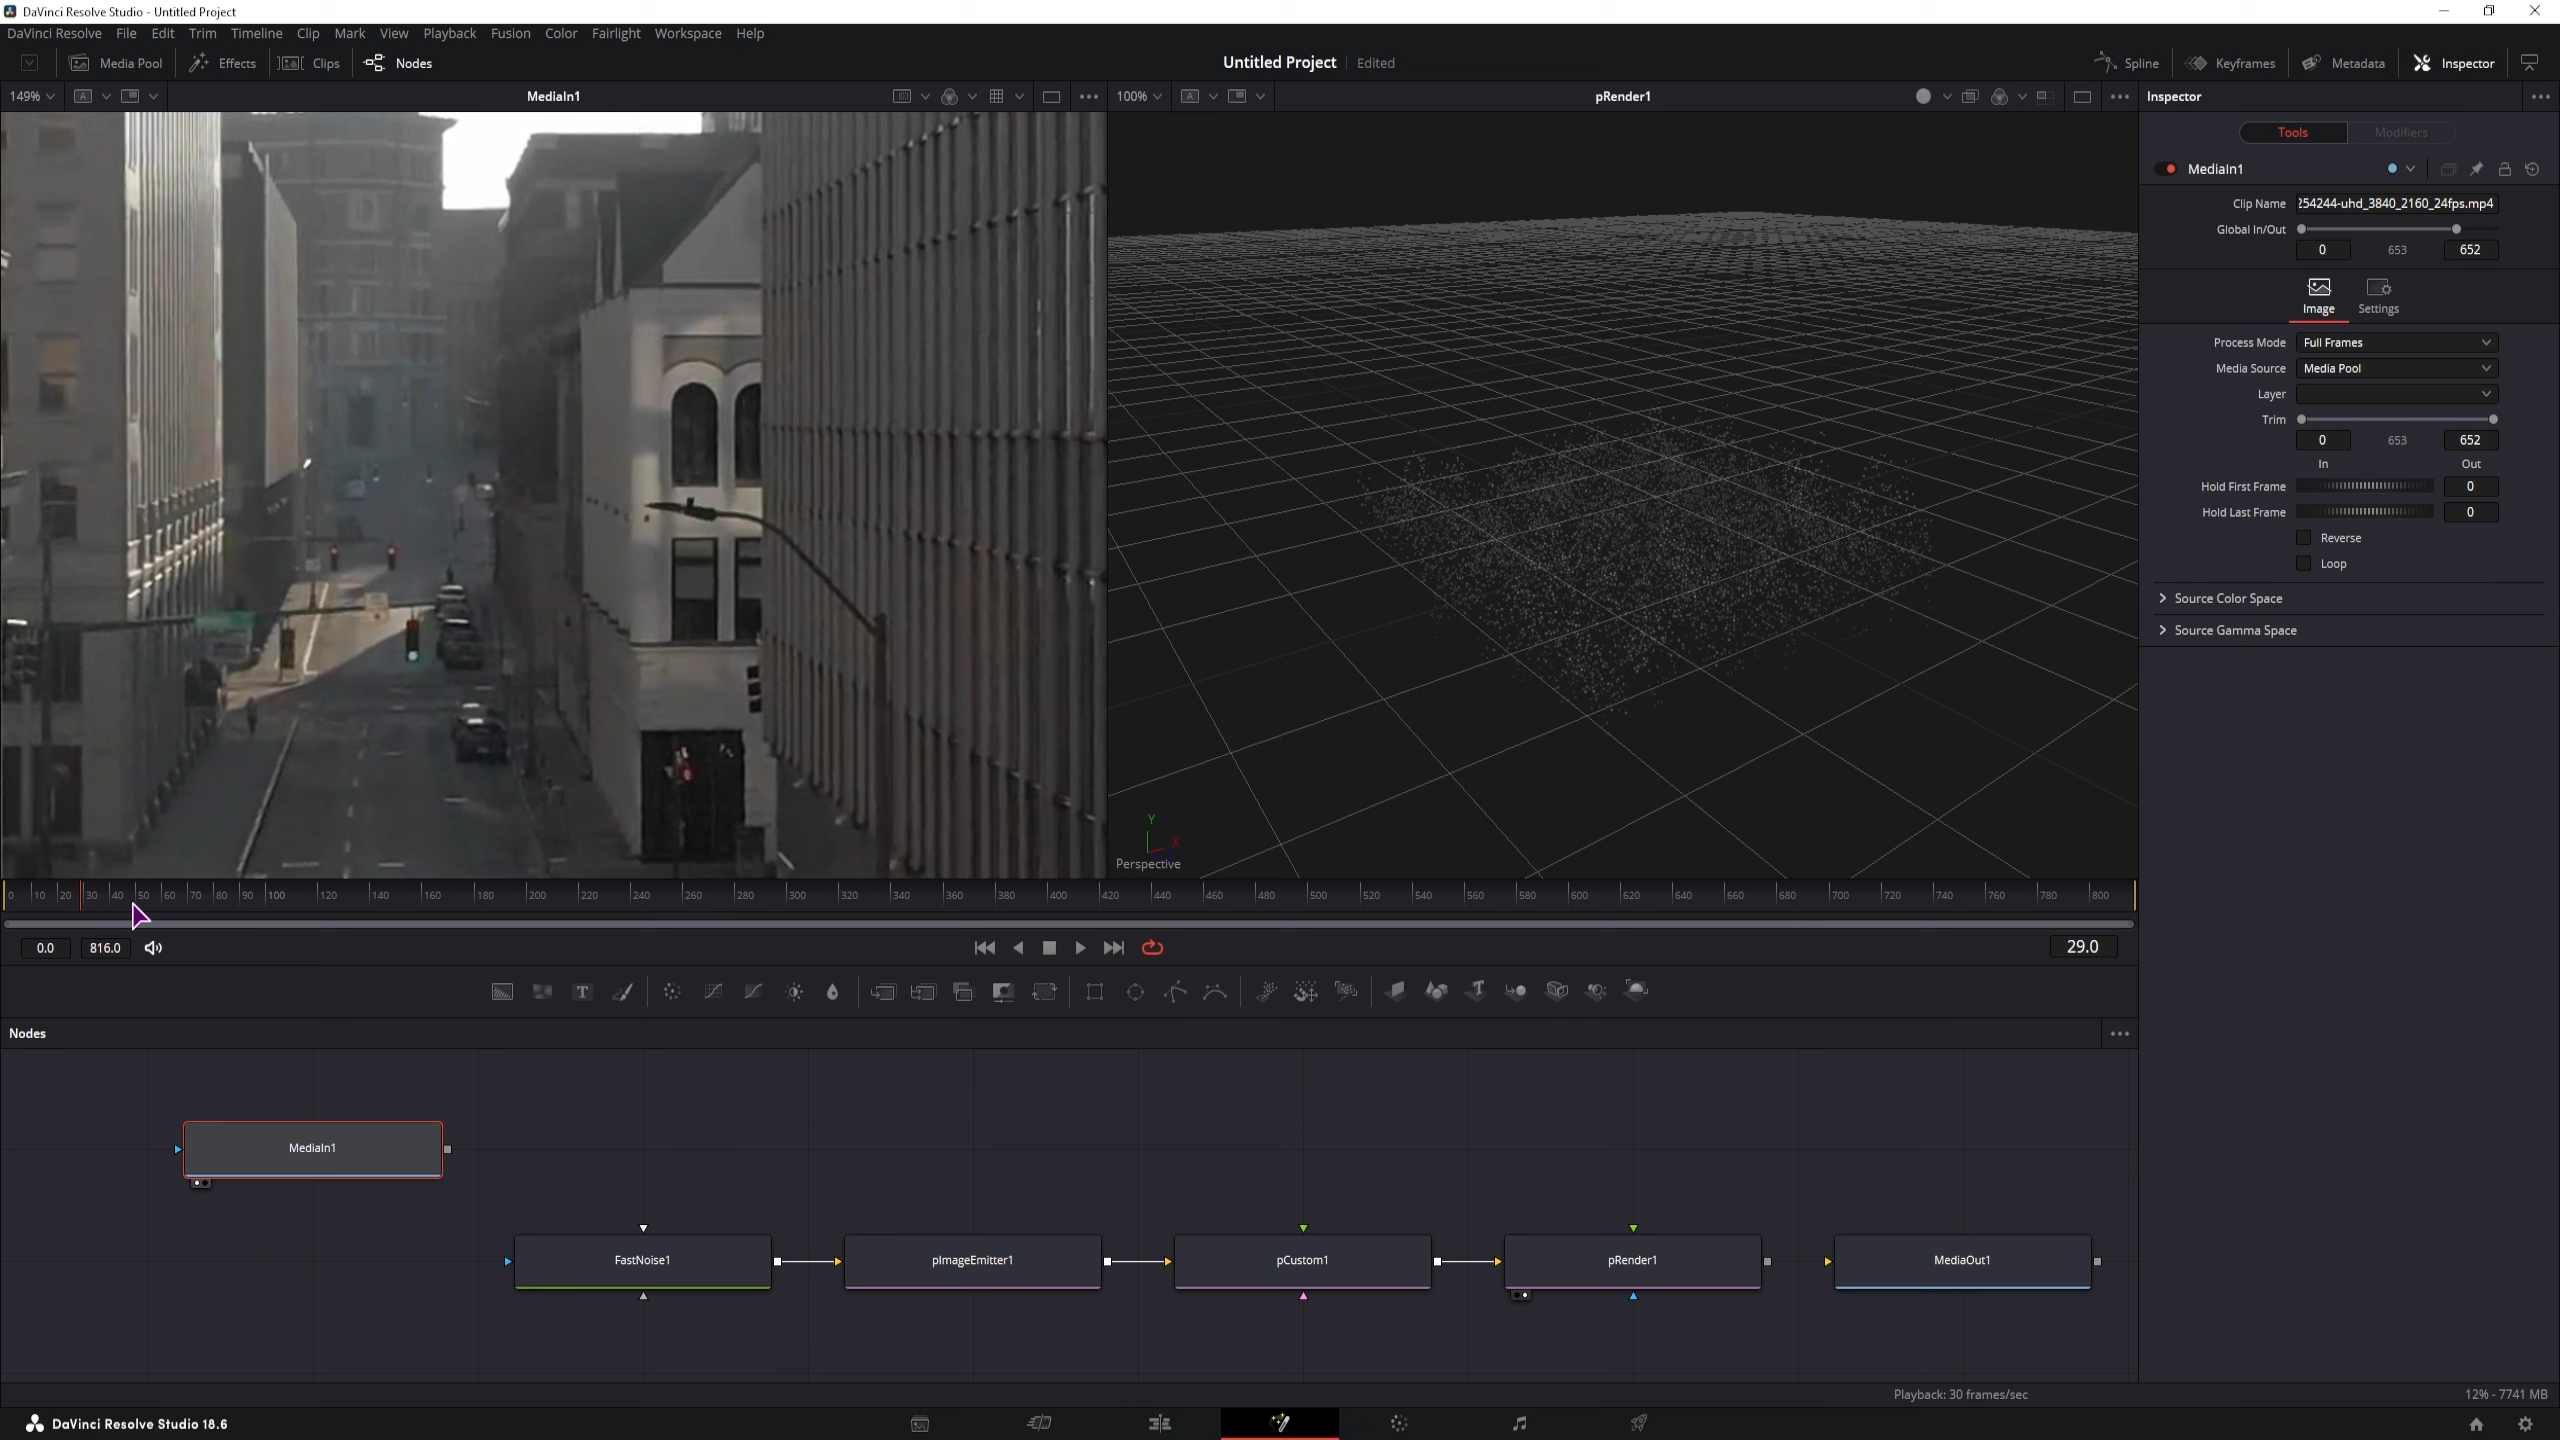 DaVinci Resolve Studio - Untitled Project
DaVinci Resolve File Edit Trim Timeline Clip Mark View Playback Fusion Color Fairlight Workspace Help
Media Pool Effects Clips Nodes Untitled Project Edited Spline Keyframes Metadata Inspector
149% A MediaIn1 100% A pRender1 Inspector
Tools Modifiers
MediaIn1
Clip Name 254244-uhd_3840_2160_24fps.mp4
Global In/Out
0 653 652
Image Settings
Process Mode Full Frames
Media Source Media Pool
Layer
Trim
0 653 652
In Out
Hold First Frame 0
Hold Last Frame 0
Reverse
Loop
Source Color Space
Source Gamma Space
Y
X
Perspective
0 10 20 30 40 50 60 70 80 90 100 120 140 160 180 200 220 240 260 280 300 320 340 360 380 400 420 440 460 480 500 520 540 560 580 600 620 640 660 680 700 720 740 760 780 800
0.0 816.0 29.0
T T
Nodes
MediaIn1
FastNoise1 pImageEmitter1 pCustom1 pRender1 MediaOut1
Playback: 30 frames/sec 12% - 7741 MB
DaVinci Resolve Studio 18.6